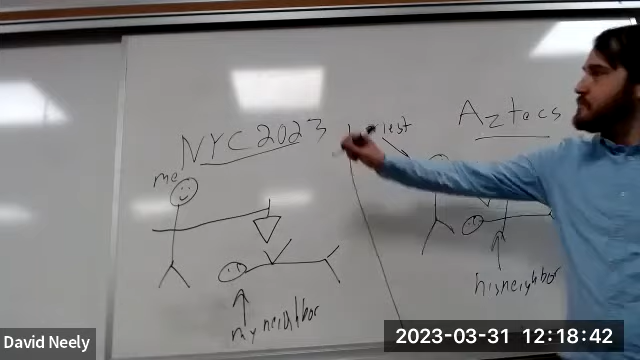 NYC 2023
me
my neighbor
Aztecs
his neighbor
David Neely
2023-03-31 12:18:42